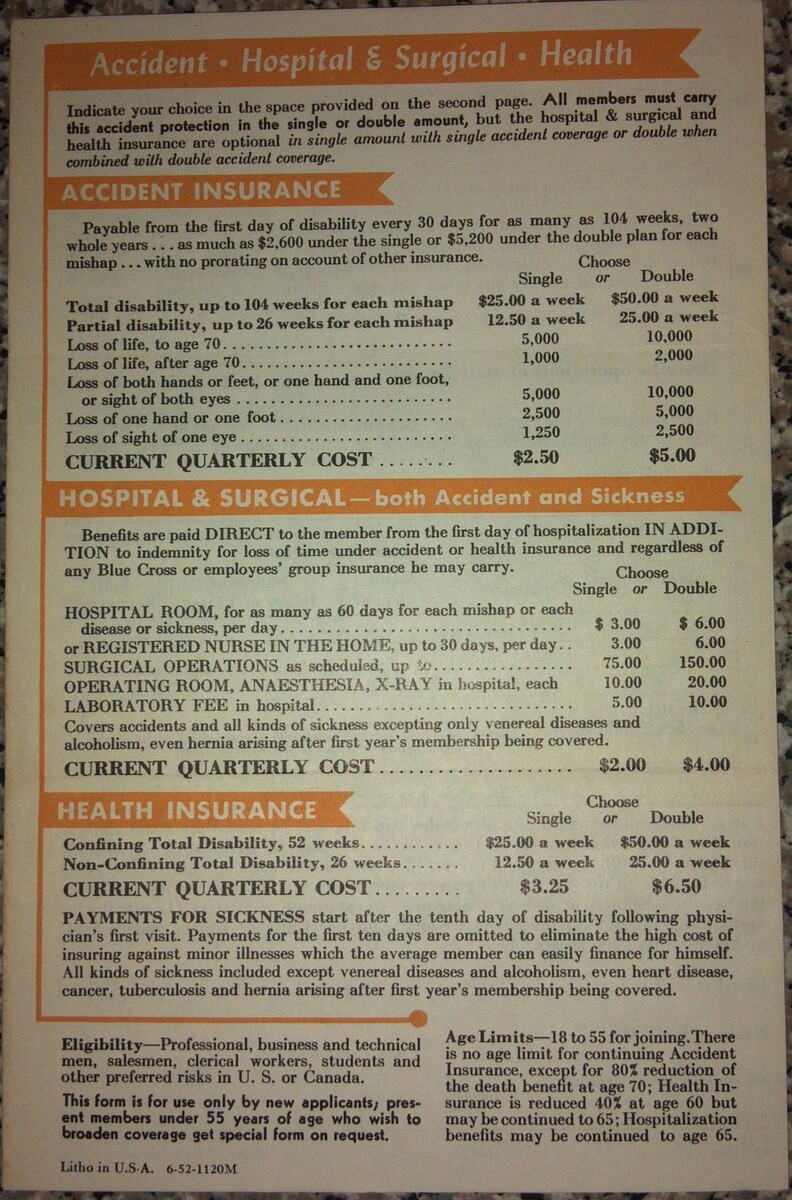 Accident • Hospital & Surgical • Health
Indicate your choice in the space provided on the second page. All members must carry
this accident protection in the single or double amount, but the hospital & surgical and
health insurance are optional in single amount with single accident coverage or double when
combined with double accident coverage.
ACCIDENT INSURANCE
Payable from the first day of disability every 30 days for as many as 104 weeks, two
whole years . . . as much as $2,600 under the single or $5,200 under the double plan for each
mishap . . . with no prorating on account of other insurance.
Choose
Single or Double
Total disability, up to 104 weeks for each mishap $25.00 a week $50.00 a week
Partial disability, up to 26 weeks for each mishap 12.50 a week 25.00 a week
Loss of life, to age 70 . . . . . . . . . . . . . . . . . . . . . . . . . . . 5,000 10,000
Loss of life, after age 70 . . . . . . . . . . . . . . . . . . . . . . . . . 1,000 2,000
Loss of both hands or feet, or one hand and one foot,
or sight of both eyes . . . . . . . . . . . . . . . . . . . . . . . . . 5,000 10,000
Loss of one hand or one foot . . . . . . . . . . . . . . . . . . . . 2,500 5,000
Loss of sight of one eye . . . . . . . . . . . . . . . . . . . . . . . . . 1,250 2,500
CURRENT QUARTERLY COST . . . . . . . . $2.50 $5.00
HOSPITAL & SURGICAL — both Accident and Sickness
Benefits are paid DIRECT to the member from the first day of hospitalization IN ADDI-
TION to indemnity for loss of time under accident or health insurance and regardless of
any Blue Cross or employees' group insurance he may carry.
Choose
Single or Double
HOSPITAL ROOM, for as many as 60 days for each mishap or each
disease or sickness, per day . . . . . . . . . . . . . . . . . . . . . . . . . . . . . . . . . . $ 3.00 $ 6.00
or REGISTERED NURSE IN THE HOME, up to 30 days, per day . . 3.00 6.00
SURGICAL OPERATIONS as scheduled, up to . . . . . . . . . . . . . . . . 75.00 150.00
OPERATING ROOM, ANAESTHESIA, X-RAY in hospital, each 10.00 20.00
LABORATORY FEE in hospital . . . . . . . . . . . . . . . . . . . . . . . . . . . . . . 5.00 10.00
Covers accidents and all kinds of sickness excepting only venereal diseases and
alcoholism, even hernia arising after first year's membership being covered.
CURRENT QUARTERLY COST . . . . . . . . . . . . . . . . . . . . $2.00 $4.00
HEALTH INSURANCE
Choose
Single or Double
Confining Total Disability, 52 weeks . . . . . . . . . . . . $25.00 a week $50.00 a week
Non-Confining Total Disability, 26 weeks . . . . . . . 12.50 a week 25.00 a week
CURRENT QUARTERLY COST . . . . . . . . . $3.25 $6.50
PAYMENTS FOR SICKNESS start after the tenth day of disability following physi-
cian's first visit. Payments for the first ten days are omitted to eliminate the high cost of
insuring against minor illnesses which the average member can easily finance for himself.
All kinds of sickness included except venereal diseases and alcoholism, even heart disease,
cancer, tuberculosis and hernia arising after first year's membership being covered.
Eligibility—Professional, business and technical
men, salesmen, clerical workers, students and
other preferred risks in U. S. or Canada.
This form is for use only by new applicants; pres-
ent members under 55 years of age who wish to
broaden coverage get special form on request.
Age Limits—18 to 55 for joining. There
is no age limit for continuing Accident
Insurance, except for 80% reduction of
the death benefit at age 70; Health In-
surance is reduced 40% at age 60 but
may be continued to 65; Hospitalization
benefits may be continued to age 65.
Litho in U.S.A. 6-52-1120M